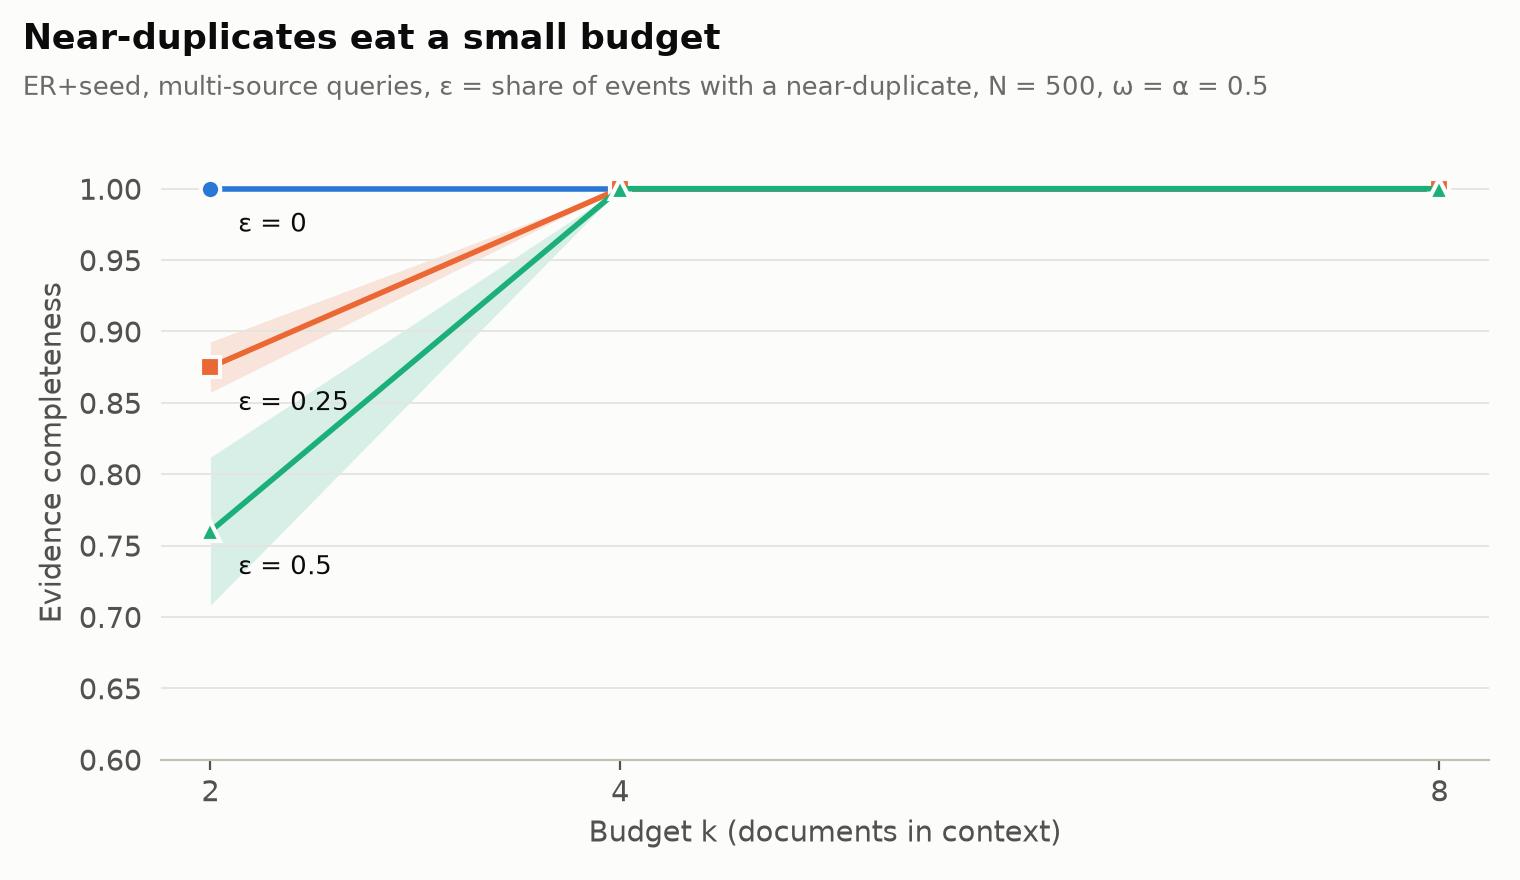 Near-duplicates eat a small budget
ER+seed, multi-source queries, ε = share of events with a near-duplicate, N = 500, ω = α = 0.5
1.00
0.95
0.90
0.85
0.80
0.75
0.70
0.65
0.60
Evidence completeness
ε = 0
ε = 0.25
ε = 0.5
2
4
8
Budget k (documents in context)